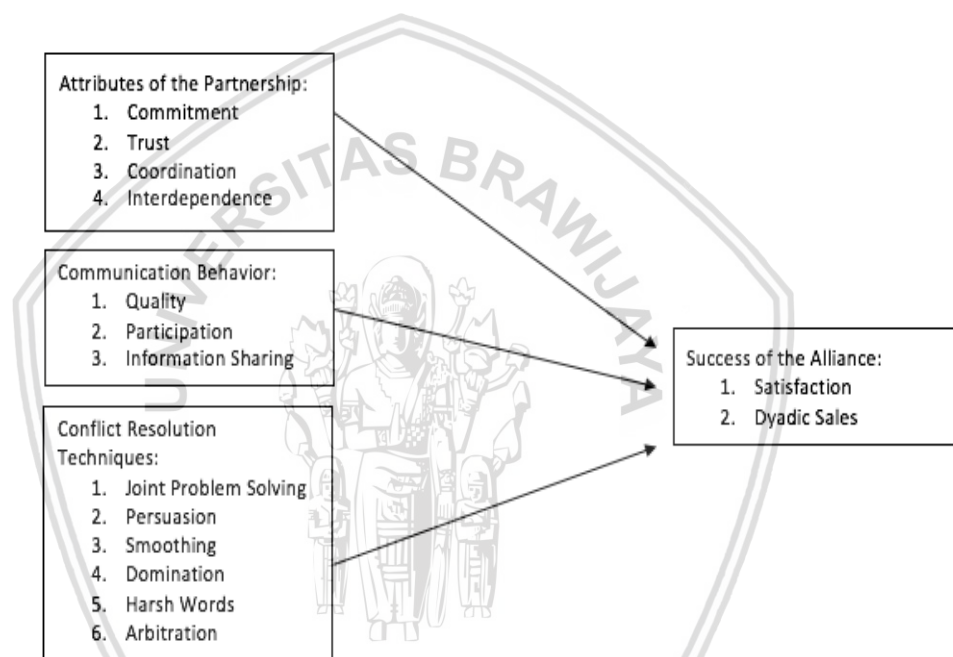 Attributes of the Partnership:
1. Commitment
2. Trust
3. Coordination
4. Interdependence
UNIVERSITAS BRAWIJAYA
Communication Behavior:
1. Quality
2. Participation
3. Information Sharing
Success of the Alliance:
1. Satisfaction
2. Dyadic Sales
Conflict Resolution
Techniques:
1. Joint Problem Solving
2. Persuasion
3. Smoothing
4. Domination
5. Harsh Words
6. Arbitration